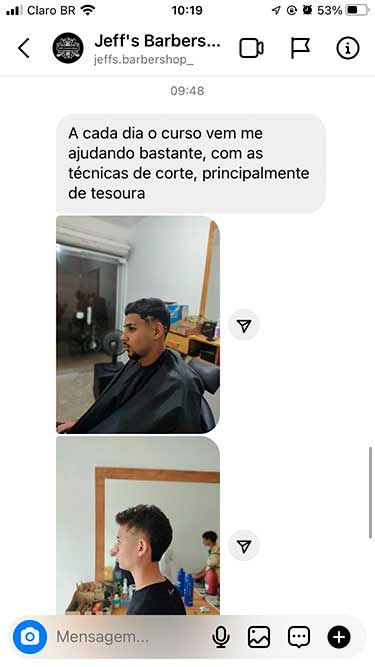 Claro BR 10:19 53%
Jeff's Barbers...
jeffs.barbershop_
09:48
A cada dia o curso vem me
ajudando bastante, com as
técnicas de corte, principalmente
de tesoura
Mensagem...